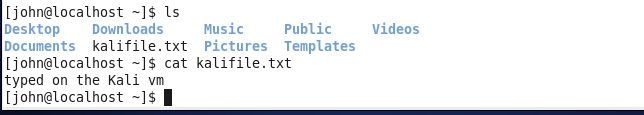 [john@localhost ~]$ ls
Desktop    Downloads     Music     Public     Videos
Documents  kalifile.txt  Pictures  Templates
[john@localhost ~]$ cat kalifile.txt
typed on the Kali vm
[john@localhost ~]$